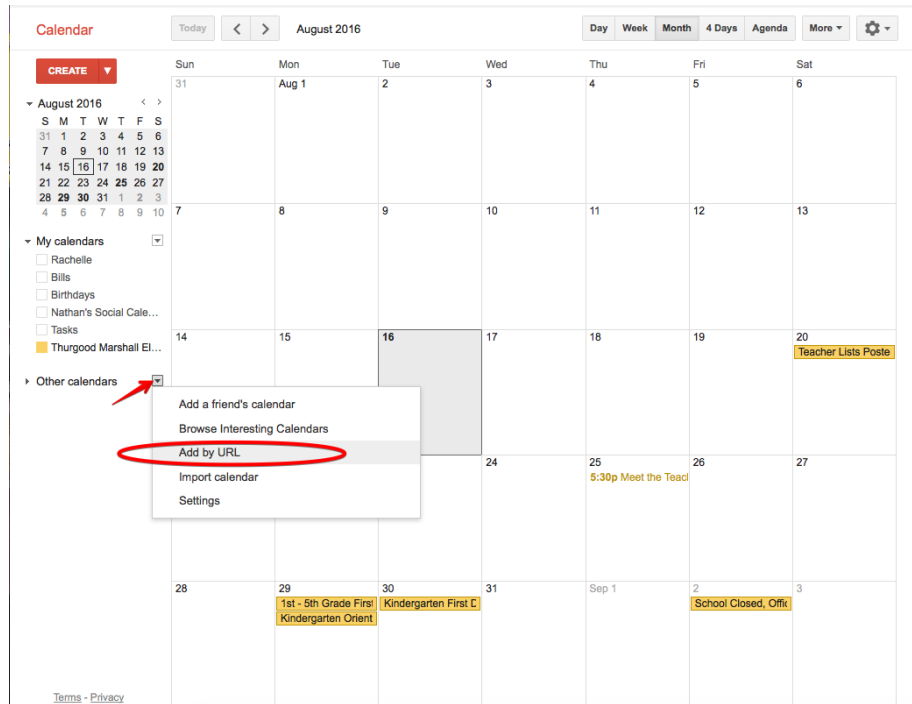 Calendar Today August 2016 Day Week Month 4 Days Agenda More
CREATE
August 2016
S M T W T F S
31 1 2 3 4 5 6
7 8 9 10 11 12 13
14 15 16 17 18 19 20
21 22 23 24 25 26 27
28 29 30 31 1 2 3
4 5 6 7 8 9 10
My calendars
Rachelle
Bills
Birthdays
Nathan's Social Cale...
Tasks
Thurgood Marshall El...
Other calendars
Add a friend's calendar
Browse Interesting Calendars
Add by URL
Import calendar
Settings
Sun Mon Tue Wed Thu Fri Sat
31 Aug 1 2 3 4 5 6
7 8 9 10 11 12 13
14 15 16 17 18 19 20
Teacher Lists Poste
24 25 26 27
5:30p Meet the Teacl
28 29 30 31 Sep 1 2 3
1st - 5th Grade First Kindergarten First D School Closed, Offic
Kindergarten Orient
Terms - Privacy